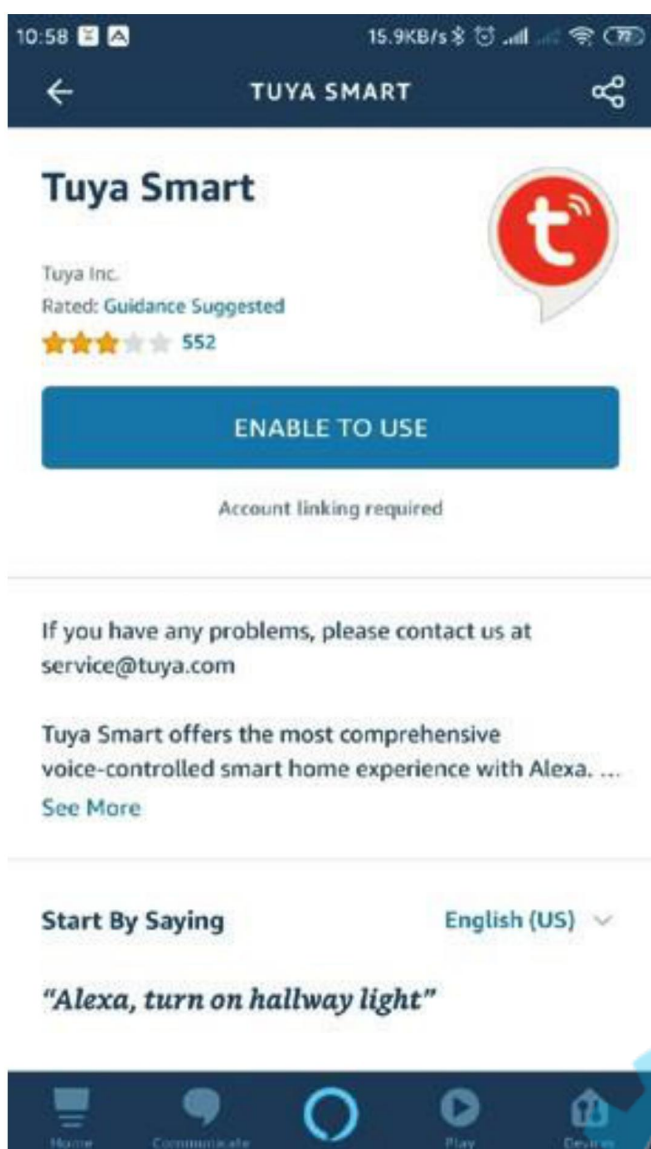 10:58 15.9KB/s 72
TUYA SMART
Tuya Smart
Tuya Inc.
Rated: Guidance Suggested
552
ENABLE TO USE
Account linking required
If you have any problems, please contact us at
service@tuya.com
Tuya Smart offers the most comprehensive
voice-controlled smart home experience with Alexa. ...
See More
Start By Saying English (US)
“Alexa, turn on hallway light”
Home Communicate Play Devices